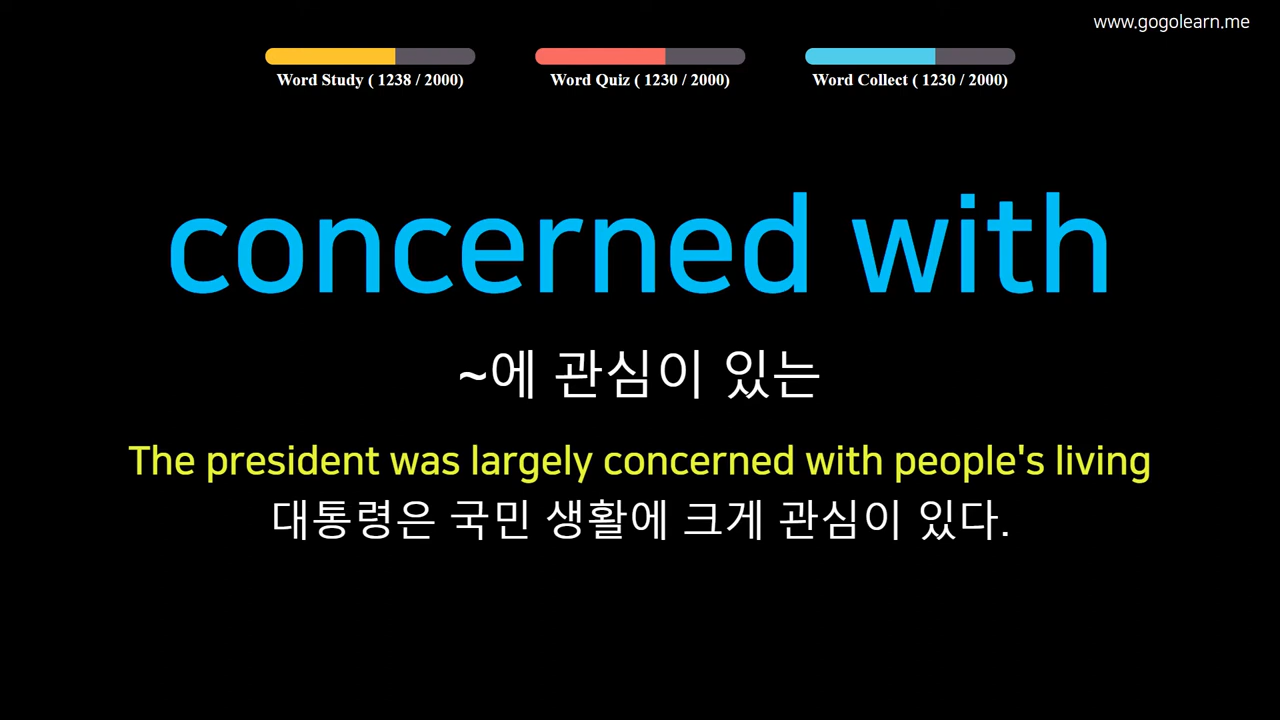 www.gogolearn.me
Word Study ( 1238 / 2000)
Word Quiz ( 1230 / 2000)
Word Collect ( 1230 / 2000)
concerned with
~에 관심이 있는
The president was largely concerned with people's living
대통령은 국민 생활에 크게 관심이 있다.